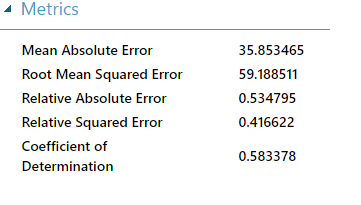 Metrics
Mean Absolute Error 35.853465
Root Mean Squared Error 59.188511
Relative Absolute Error 0.534795
Relative Squared Error 0.416622
Coefficient of
Determination 0.583378